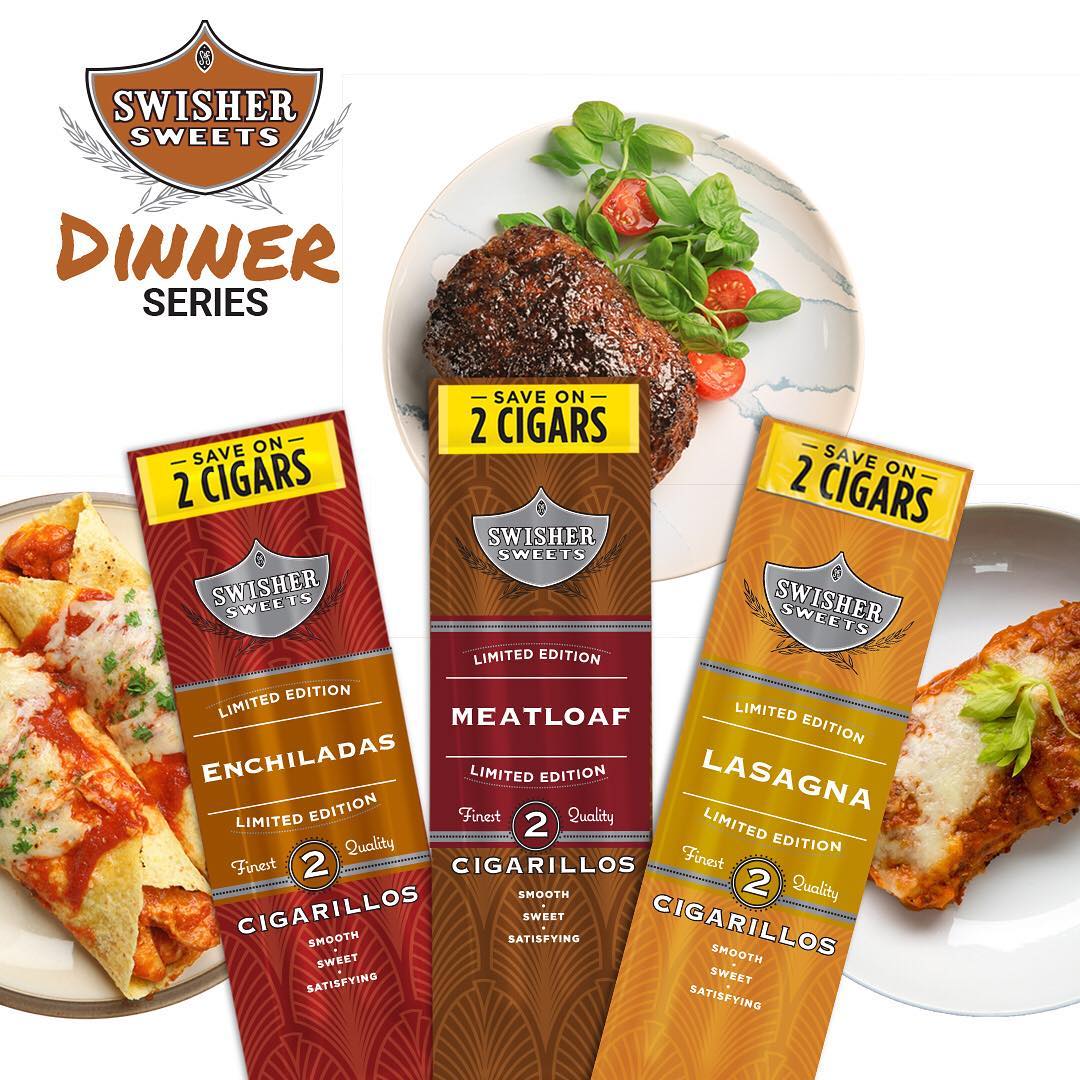 SWISHER
SWEETS
DINNER
SERIES
SAVE ON
2 CIGARS
SWISHER
SWEETS
LIMITED EDITION
ENCHILADAS
LIMITED EDITION
Finest 2 Quality
CIGARILLOS
SMOOTH
SWEET
SATISFYING
SAVE ON
2 CIGARS
SWISHER
SWEETS
LIMITED EDITION
MEATLOAF
LIMITED EDITION
Finest 2 Quality
CIGARILLOS
SMOOTH
SWEET
SATISFYING
SAVE ON
2 CIGARS
SWISHER
SWEETS
LIMITED EDITION
LASAGNA
LIMITED EDITION
Finest 2 Quality
CIGARILLOS
SMOOTH
SWEET
SATISFYING